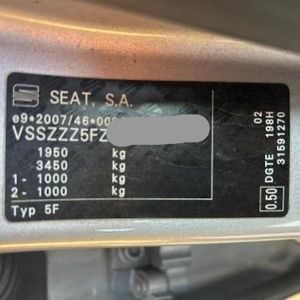 SEAT, S.A.
e9*2007/46*00
VSSZZZ5FZ
1950 kg
3450 kg
1- 1000 kg
2- 1000 kg
Typ 5F
02
198H
DGTE 31591270
0.50